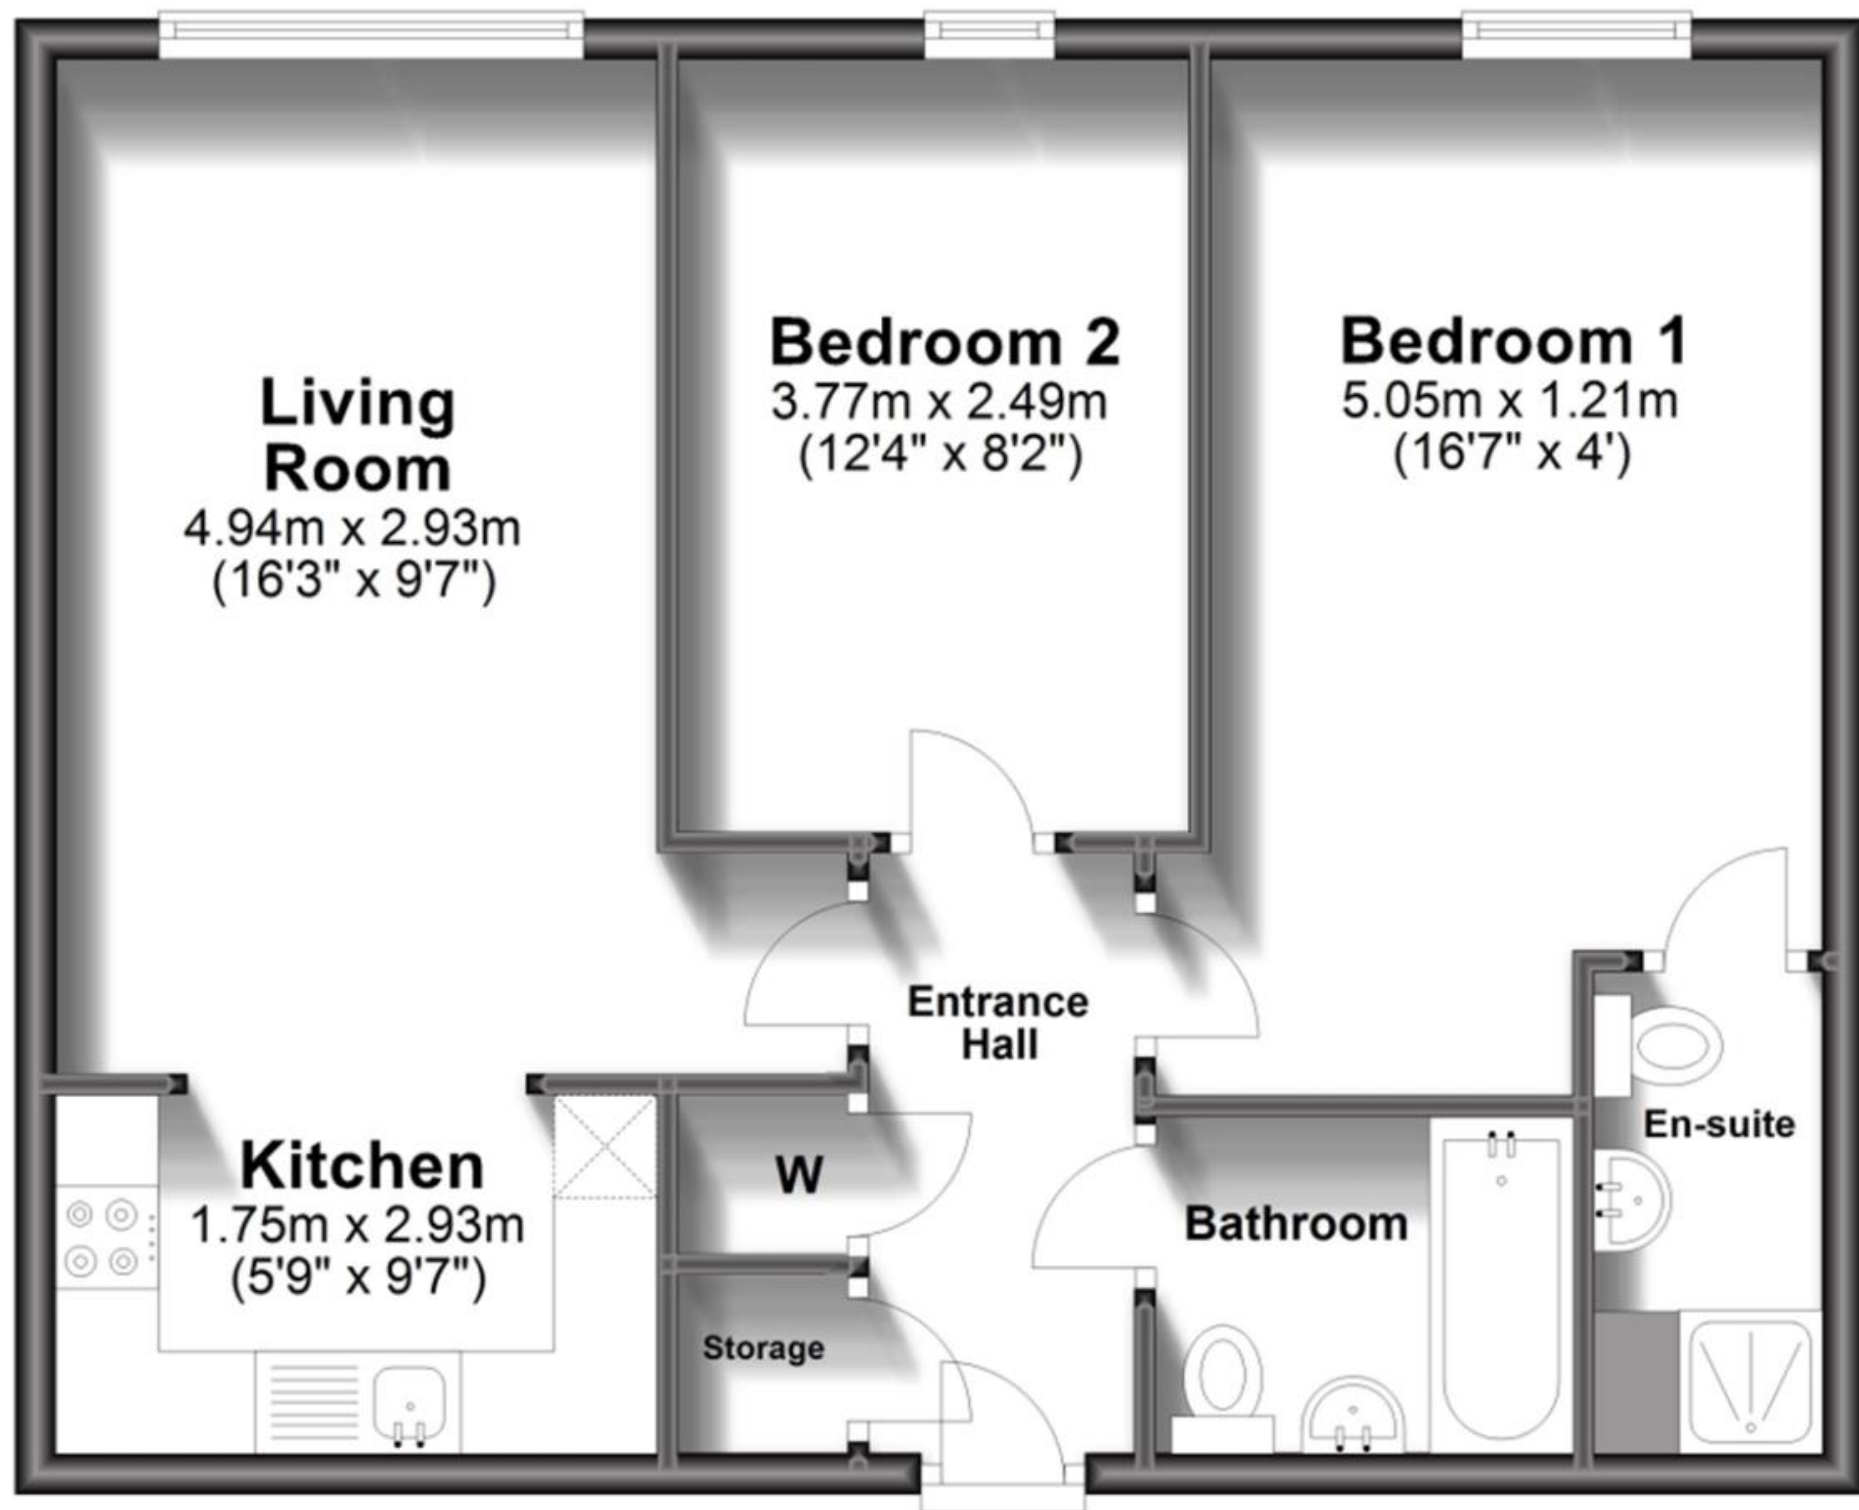 Living
Room
4.94m x 2.93m
(16'3" x 9'7")
Bedroom 2
3.77m x 2.49m
(12'4" x 8'2")
Bedroom 1
5.05m x 1.21m
(16'7" x 4')
Entrance
Hall
Kitchen
1.75m x 2.93m
(5'9" x 9'7")
W
Storage
Bathroom
En-suite